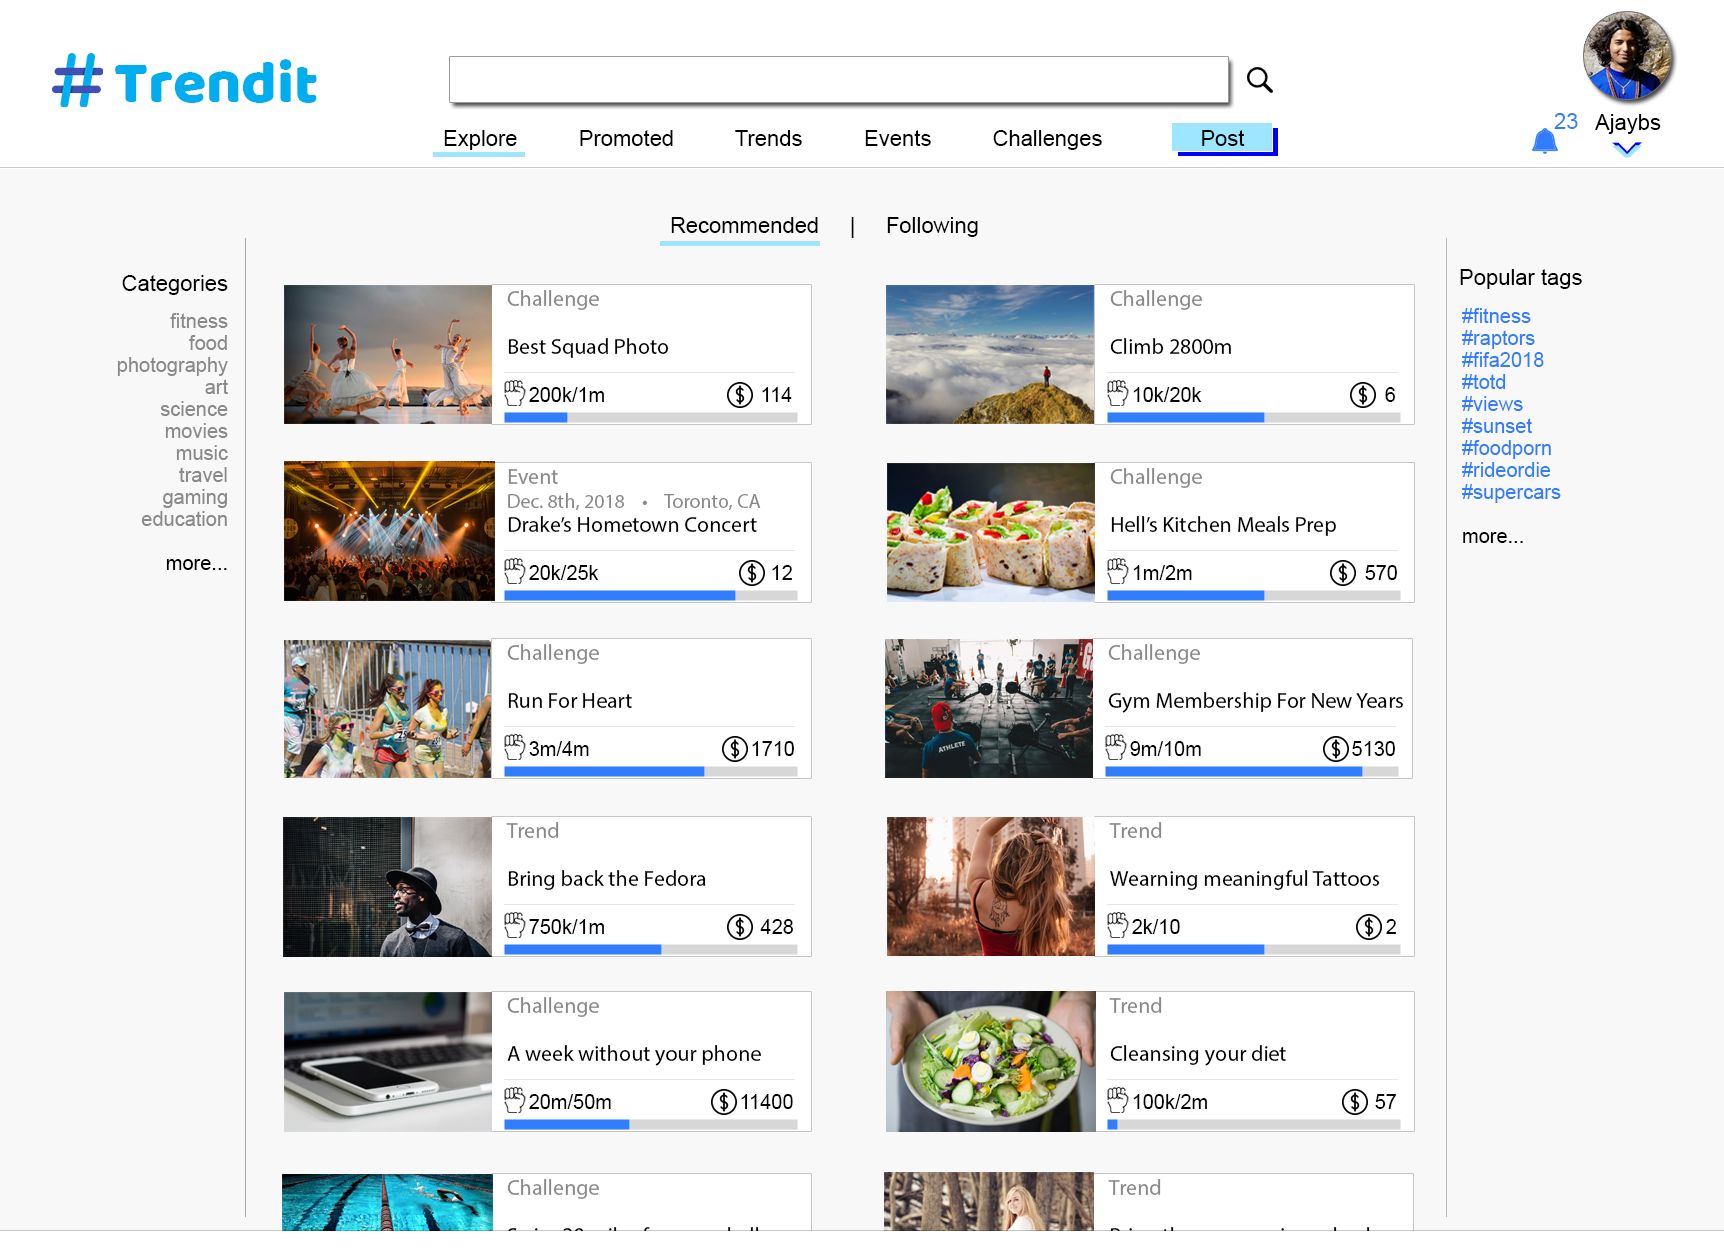 # Trendit
Explore
Promoted
Trends
Events
Challenges
Post
23
Ajaybs
Recommended | Following
Categories
fitness
food
photography
art
science
movies
music
travel
gaming
education
more...
Challenge
Best Squad Photo
200k/1m
$ 114
Challenge
Climb 2800m
10k/20k
$ 6
Event
Dec. 8th, 2018 • Toronto, CA
Drake's Hometown Concert
20k/25k
$ 12
Challenge
Hell's Kitchen Meals Prep
1m/2m
$ 570
Challenge
Run For Heart
3m/4m
$ 1710
ATHLETE
Challenge
Gym Membership For New Years
9m/10m
$ 5130
Trend
Bring back the Fedora
750k/1m
$ 428
Trend
Wearning meaningful Tattoos
2k/10
$ 2
Challenge
A week without your phone
20m/50m
$ 11400
Trend
Cleansing your diet
100k/2m
$ 57
Challenge
Trend
Popular tags
#fitness
#raptors
#fifa2018
#totd
#views
#sunset
#foodporn
#rideordie
#supercars
more...